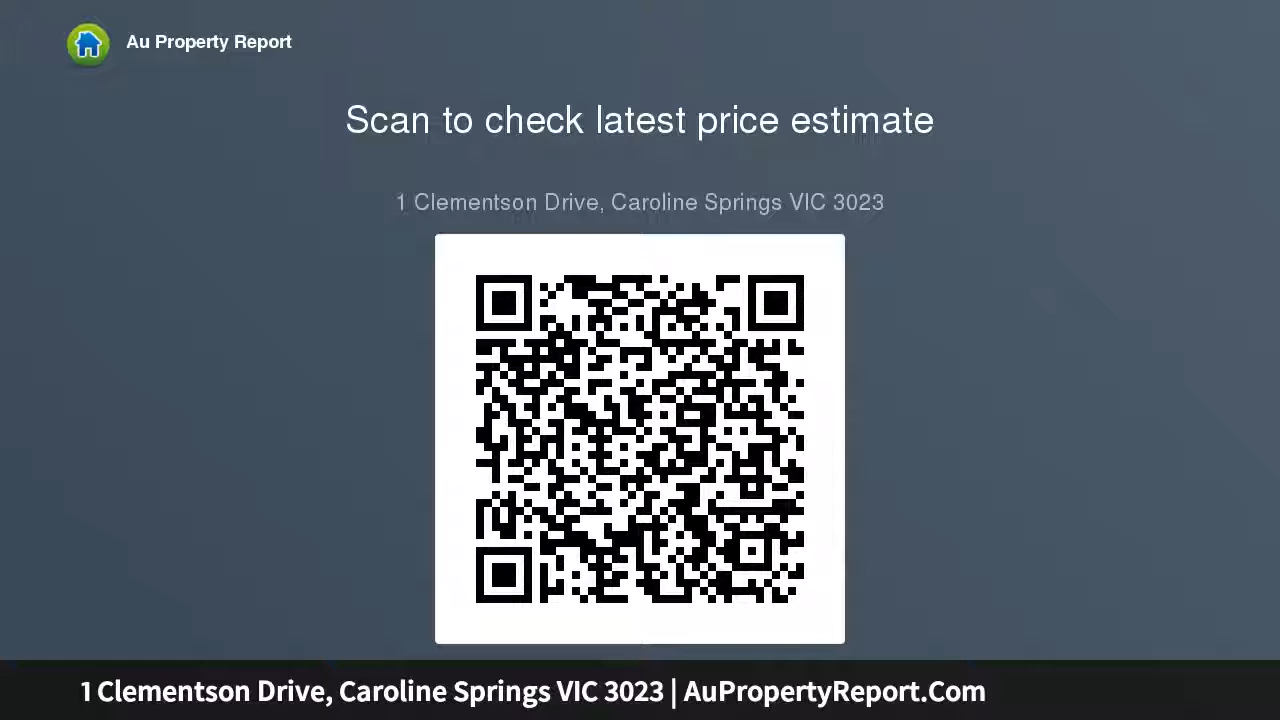 Au Property Report
Scan to check latest price estimate
1 Clementson Drive, Caroline Springs VIC 3023
1 Clementson Drive, Caroline Springs VIC 3023 | AuPropertyReport.Com